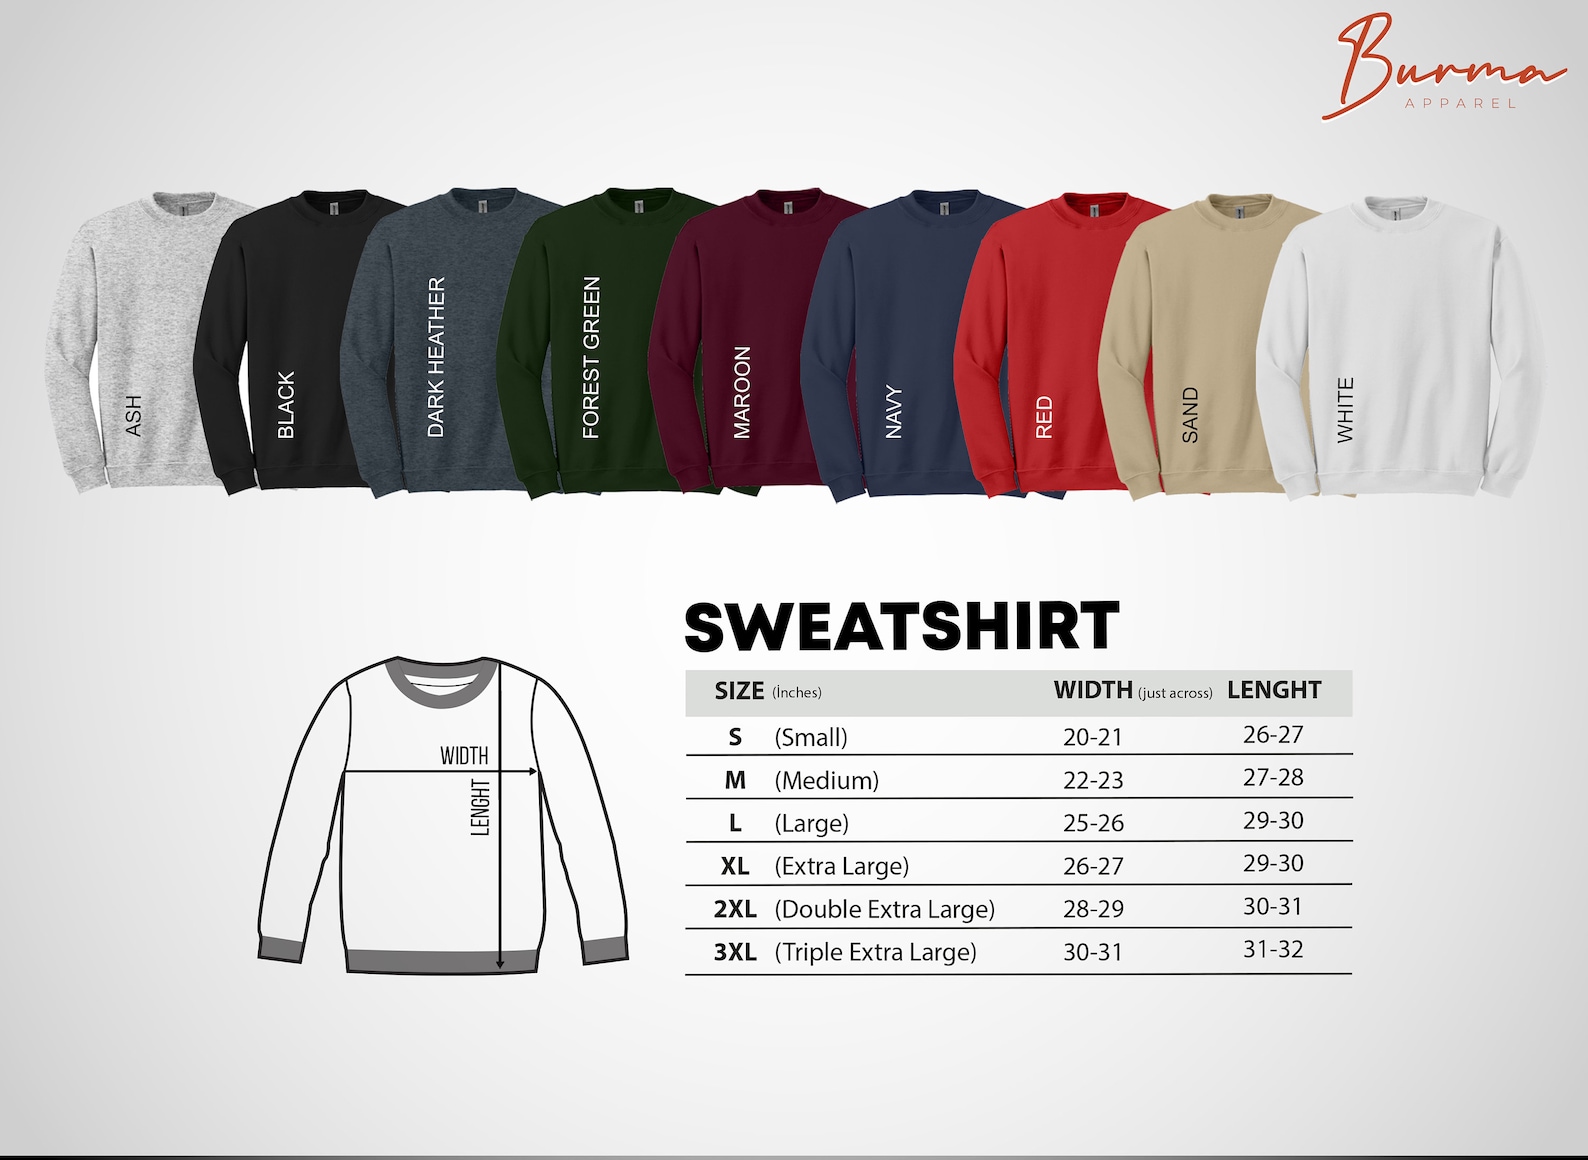 Burma
APPAREL
ASH
BLACK
DARK HEATHER
FOREST GREEN
MAROON
NAVY
RED
SAND
WHITE
SWEATSHIRT
SIZE (İnches) WIDTH (just across) LENGHT
S (Small) 20-21 26-27
M (Medium) 22-23 27-28
L (Large) 25-26 29-30
XL (Extra Large) 26-27 29-30
2XL (Double Extra Large) 28-29 30-31
3XL (Triple Extra Large) 30-31 31-32
WIDTH
LENGHT